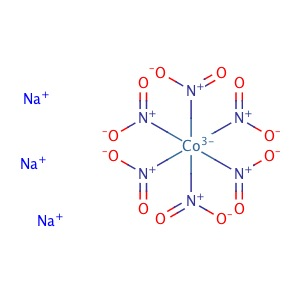 ⁻O O
O N⁺ O
Na⁺ N⁺ N⁺
⁻O O⁻
Co³⁻
Na⁺ ⁻O O⁻
N⁺ N⁺
N⁺
Na⁺ O O O⁻ O